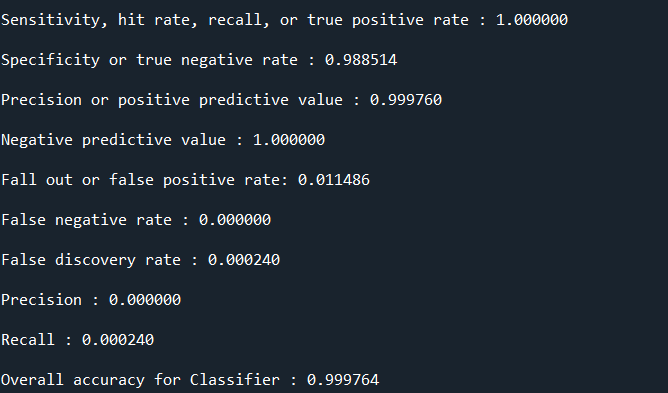 Sensitivity, hit rate, recall, or true positive rate : 1.000000
Specificity or true negative rate : 0.988514
Precision or positive predictive value : 0.999760
Negative predictive value : 1.000000
Fall out or false positive rate: 0.011486
False negative rate : 0.000000
False discovery rate : 0.000240
Precision : 0.000000
Recall : 0.000240
Overall accuracy for Classifier : 0.999764